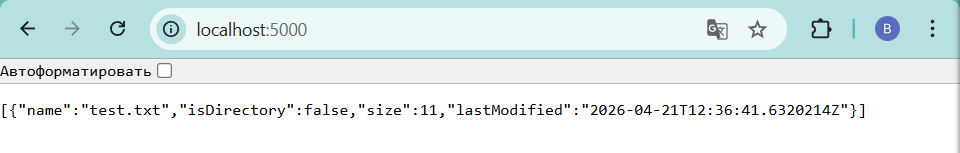 localhost:5000
B
Автоформатировать
[{"name":"test.txt","isDirectory":false,"size":11,"lastModified":"2026-04-21T12:36:41.6320214Z"}]